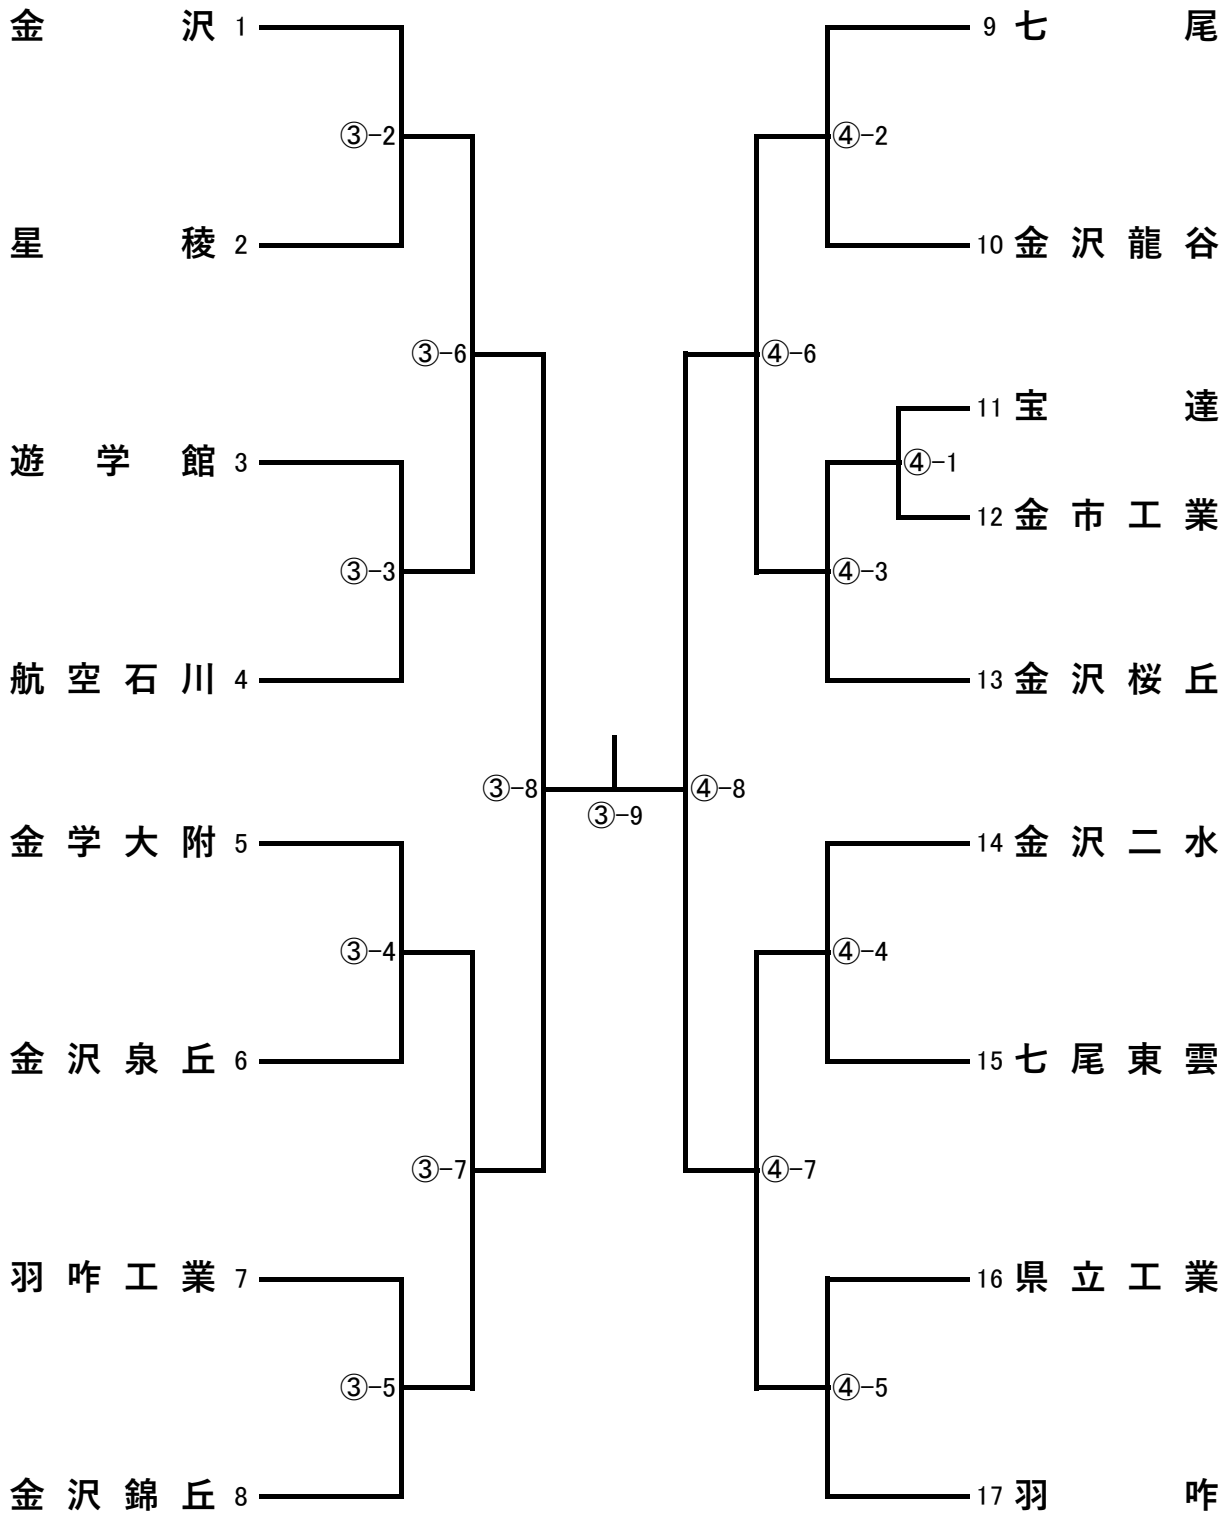 金沢 1
③-2
星稜 2
③-6
遊学館 3
③-3
航空石川 4
③-8
金学大附 5
③-4
金沢泉丘 6
③-7
羽咋工業 7
③-5
金沢錦丘 8
③-9
9 七尾
④-2
10 金沢龍谷
④-6
11 宝達
④-1
12 金市工業
④-3
13 金沢桜丘
④-8
14 金沢二水
④-4
15 七尾東雲
④-7
16 県立工業
④-5
17 羽咋